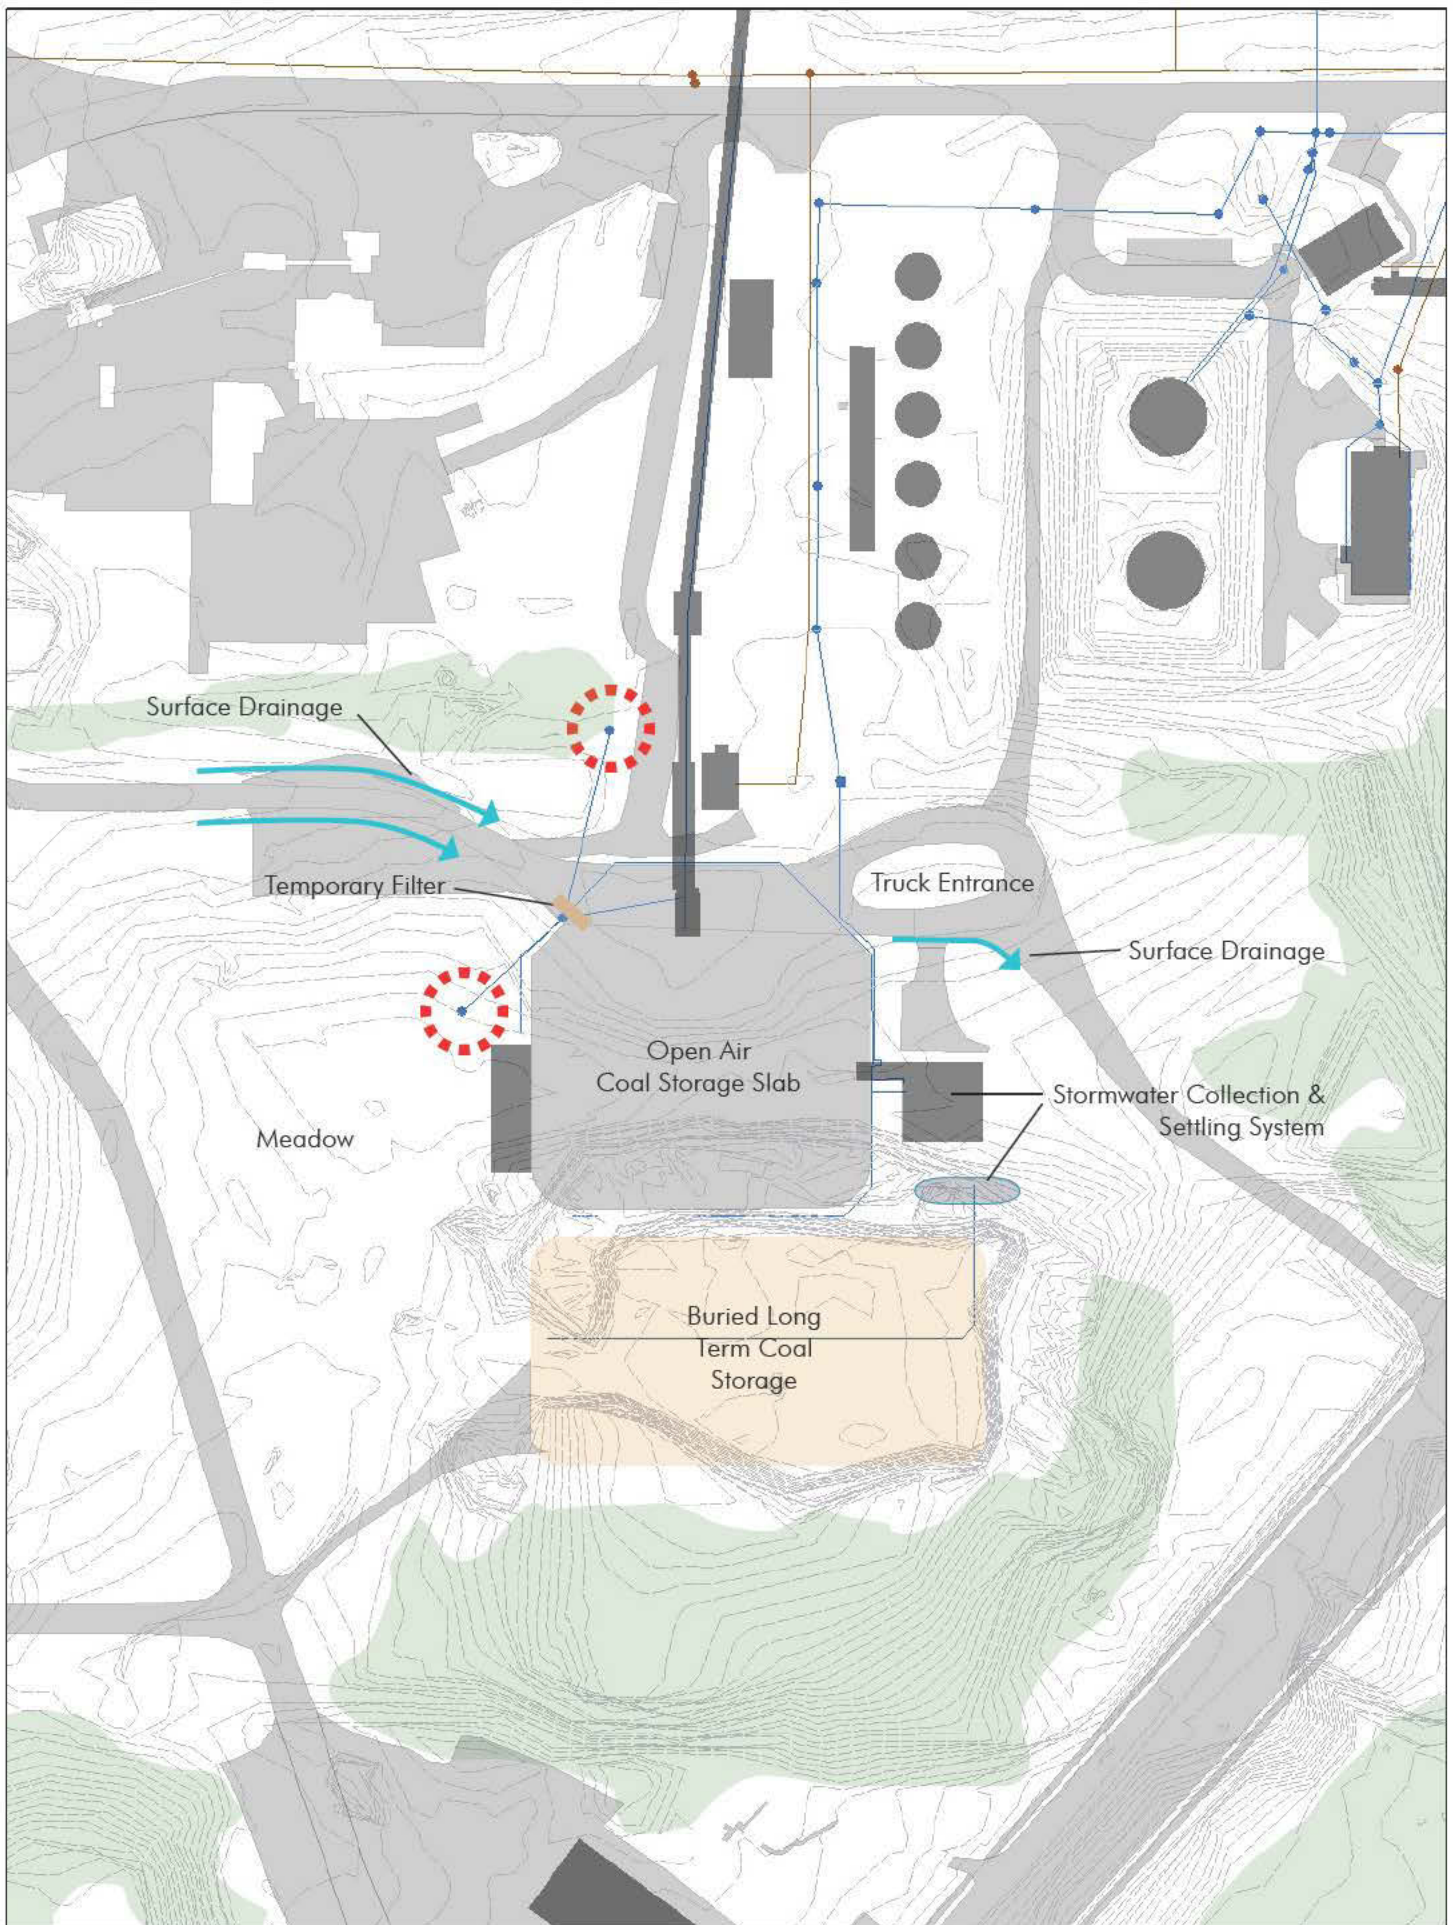 Surface Drainage
Temporary Filter
Truck Entrance
Surface Drainage
Open Air
Coal Storage Slab
Stormwater Collection &
Settling System
Meadow
Buried Long
Term Coal
Storage